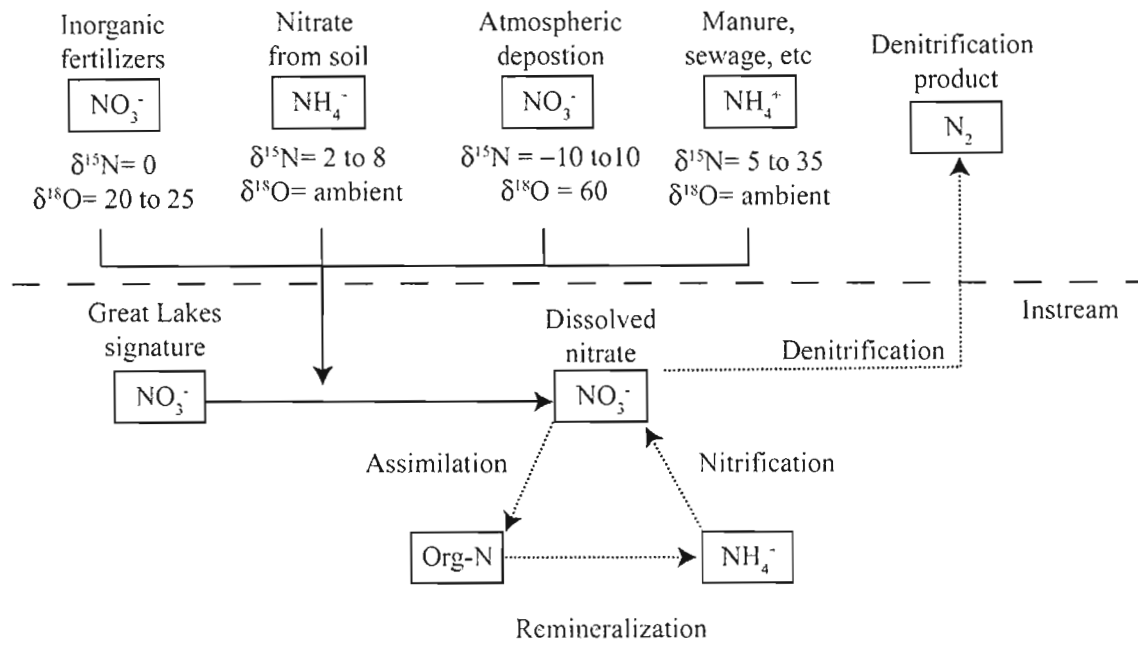 Inorganic
fertilizers
NO₃⁻
δ¹⁵N= 0
δ¹⁸O= 20 to 25
Nitrate
from soil
NH₄⁻
δ¹⁵N= 2 to 8
δ¹⁸O= ambient
Atmospheric
depostion
NO₃⁻
δ¹⁵N = −10 to10
δ¹⁸O = 60
Manure,
sewage, etc
NH₄⁺
δ¹⁵N= 5 to 35
δ¹⁸O= ambient
Denitrification
product
N₂
Instream
Great Lakes
signature
NO₃⁻
Dissolved
nitrate
NO₃⁻
Denitrification
Assimilation
Nitrification
Org-N
NH₄⁻
Remineralization